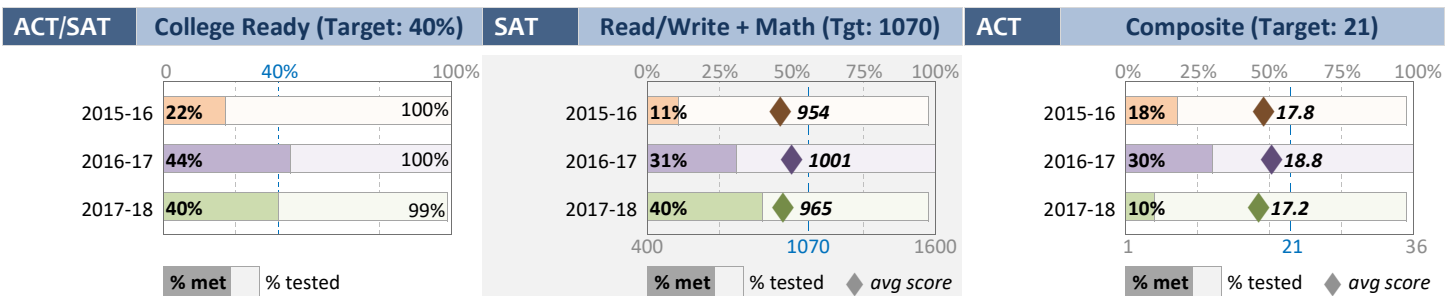 ACT/SAT College Ready (Target: 40%)
0 40% 100%
2015-16 22% 100%
2016-17 44% 100%
2017-18 40% 99%
% met % tested
SAT Read/Write + Math (Tgt: 1070)
0% 25% 50% 75% 100%
2015-16 11% 954
2016-17 31% 1001
2017-18 40% 965
400 1070 1600
% met % tested avg score
ACT Composite (Target: 21)
0% 25% 50% 75% 100%
2015-16 18% 17.8
2016-17 30% 18.8
2017-18 10% 17.2
1 21 36
% met % tested avg score